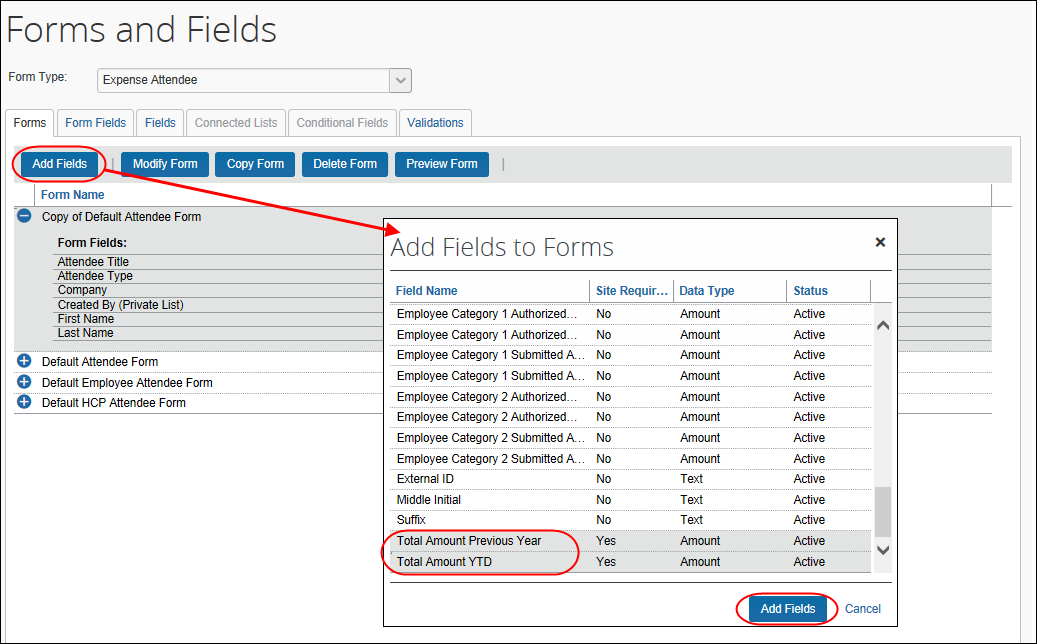 Forms and Fields
Form Type: Expense Attendee
Forms Form Fields Fields Connected Lists Conditional Fields Validations
Add Fields | Modify Form Copy Form Delete Form Preview Form |
Form Name
Copy of Default Attendee Form
Form Fields:
Attendee Title
Attendee Type
Company
Created By (Private List)
First Name
Last Name
Default Attendee Form
Default Employee Attendee Form
Default HCP Attendee Form
Add Fields to Forms
Field Name Site Requir... Data Type Status
Employee Category 1 Authorized... No Amount Active
Employee Category 1 Authorized... No Amount Active
Employee Category 1 Submitted A... No Amount Active
Employee Category 1 Submitted A... No Amount Active
Employee Category 2 Authorized... No Amount Active
Employee Category 2 Authorized... No Amount Active
Employee Category 2 Submitted A... No Amount Active
Employee Category 2 Submitted A... No Amount Active
External ID No Text Active
Middle Initial No Text Active
Suffix No Text Active
Total Amount Previous Year Yes Amount Active
Total Amount YTD Yes Amount Active
Add Fields Cancel